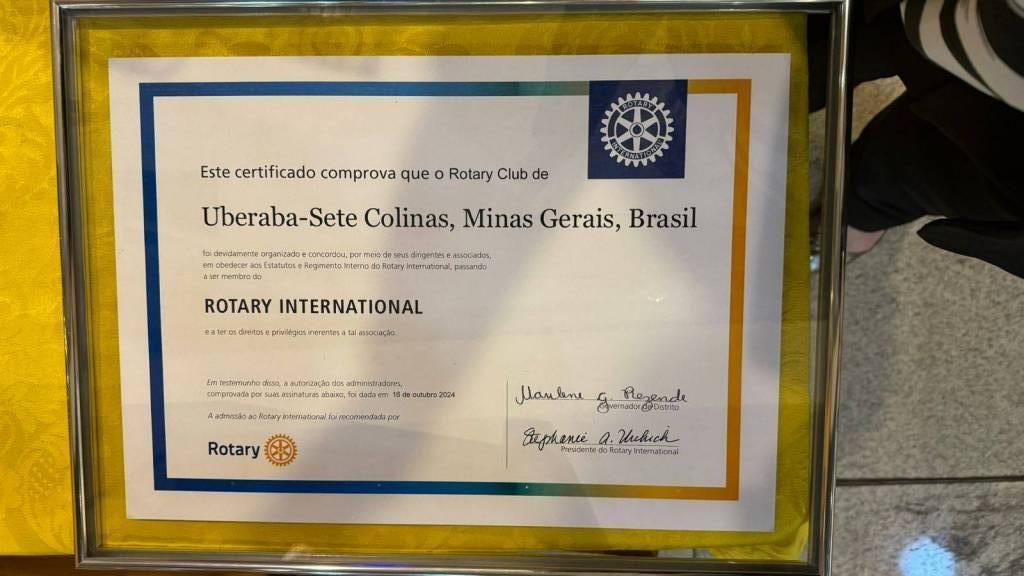 ROTARY
INTERNATIONAL
Este certificado comprova que o Rotary Club de
Uberaba-Sete Colinas, Minas Gerais, Brasil
foi devidamente organizado e concordou, por meio de seus dirigentes e associados,
em obedecer aos Estatutos e Regimento Interno do Rotary International, passando
a ser membro do
ROTARY INTERNATIONAL
e a ter os direitos e privilégios inerentes a tal associação.
Em testemunho disso, a autorização dos administradores,
comprovada por suas assinaturas abaixo, foi dada em 16 de outubro 2024
A admissão ao Rotary International foi recomendada por
Rotary
Marlene G. Rezende
Governador do Distrito
Stephanie A. Urchick
Presidente do Rotary International